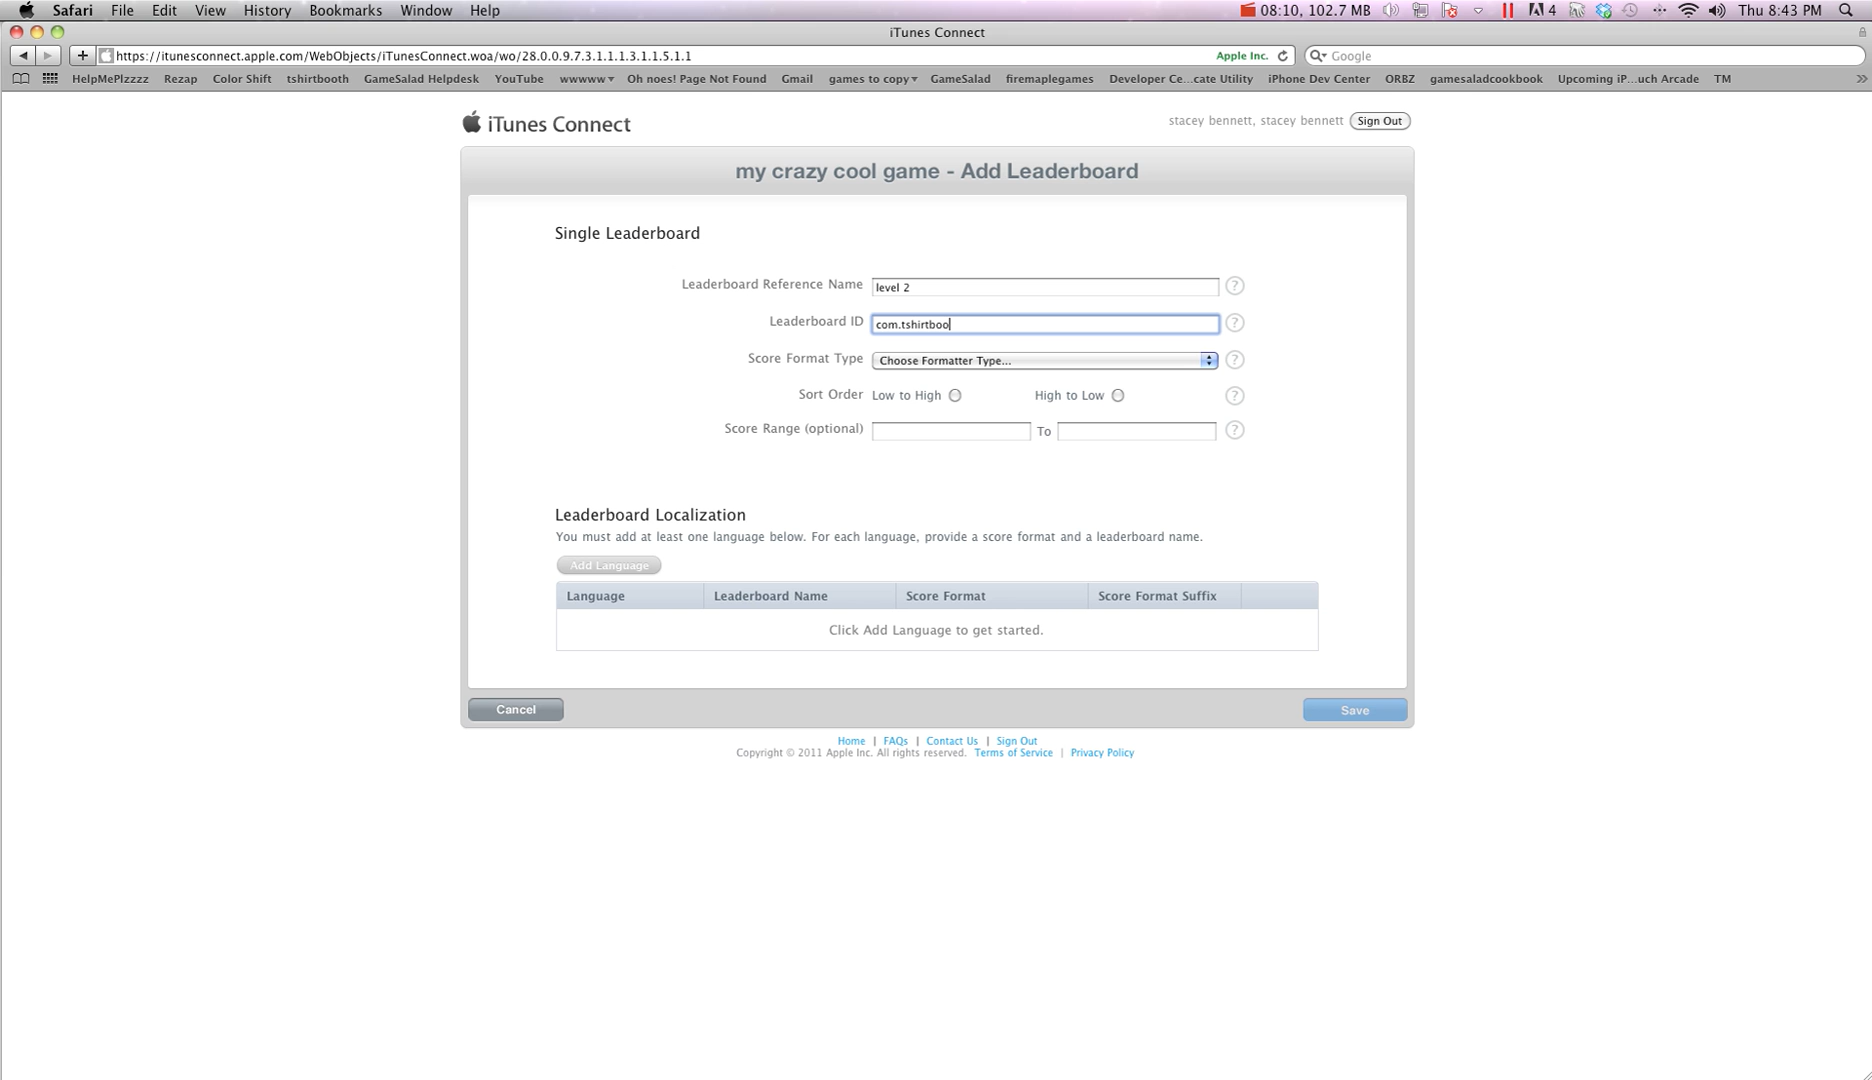 Safari File Edit View History Bookmarks Window Help 08:10, 102.7 MB 4 Thu 8:43 PM
iTunes Connect
https://itunesconnect.apple.com/WebObjects/iTunesConnect.woa/wo/28.0.0.9.7.3.1.1.1.3.1.1.5.1.1 Apple Inc. Google
HelpMePlzzzz Rezap Color Shift tshirtbooth GameSalad Helpdesk YouTube wwwww Oh noes! Page Not Found Gmail games to copy GameSalad firemaplegames Developer Ce...cate Utility iPhone Dev Center ORBZ gamesaladcookbook Upcoming iP...uch Arcade TM
iTunes Connect
stacey bennett, stacey bennett Sign Out
my crazy cool game - Add Leaderboard
Single Leaderboard
Leaderboard Reference Name level 2 ?
Leaderboard ID com.tshirtboo ?
Score Format Type Choose Formatter Type... ?
Sort Order Low to High High to Low ?
Score Range (optional) To ?
Leaderboard Localization
You must add at least one language below. For each language, provide a score format and a leaderboard name.
Add Language
Language Leaderboard Name Score Format Score Format Suffix
Click Add Language to get started.
Cancel Save
Home | FAQs | Contact Us | Sign Out
Copyright © 2011 Apple Inc. All rights reserved. Terms of Service | Privacy Policy